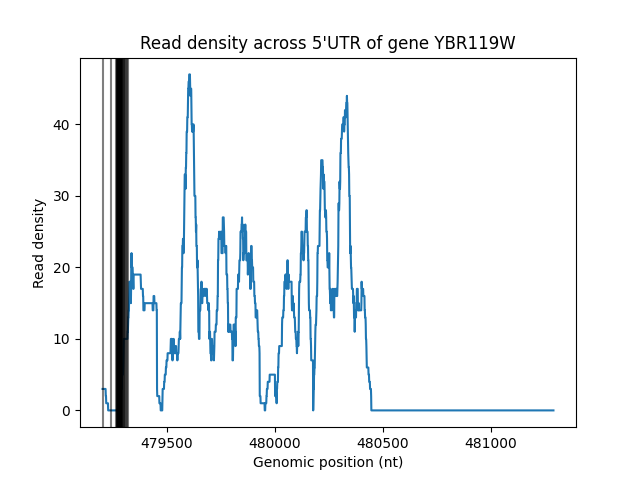 Read density across 5'UTR of gene YBR119W
Read density
40
30
20
10
0
479500 480000 480500 481000
Genomic position (nt)